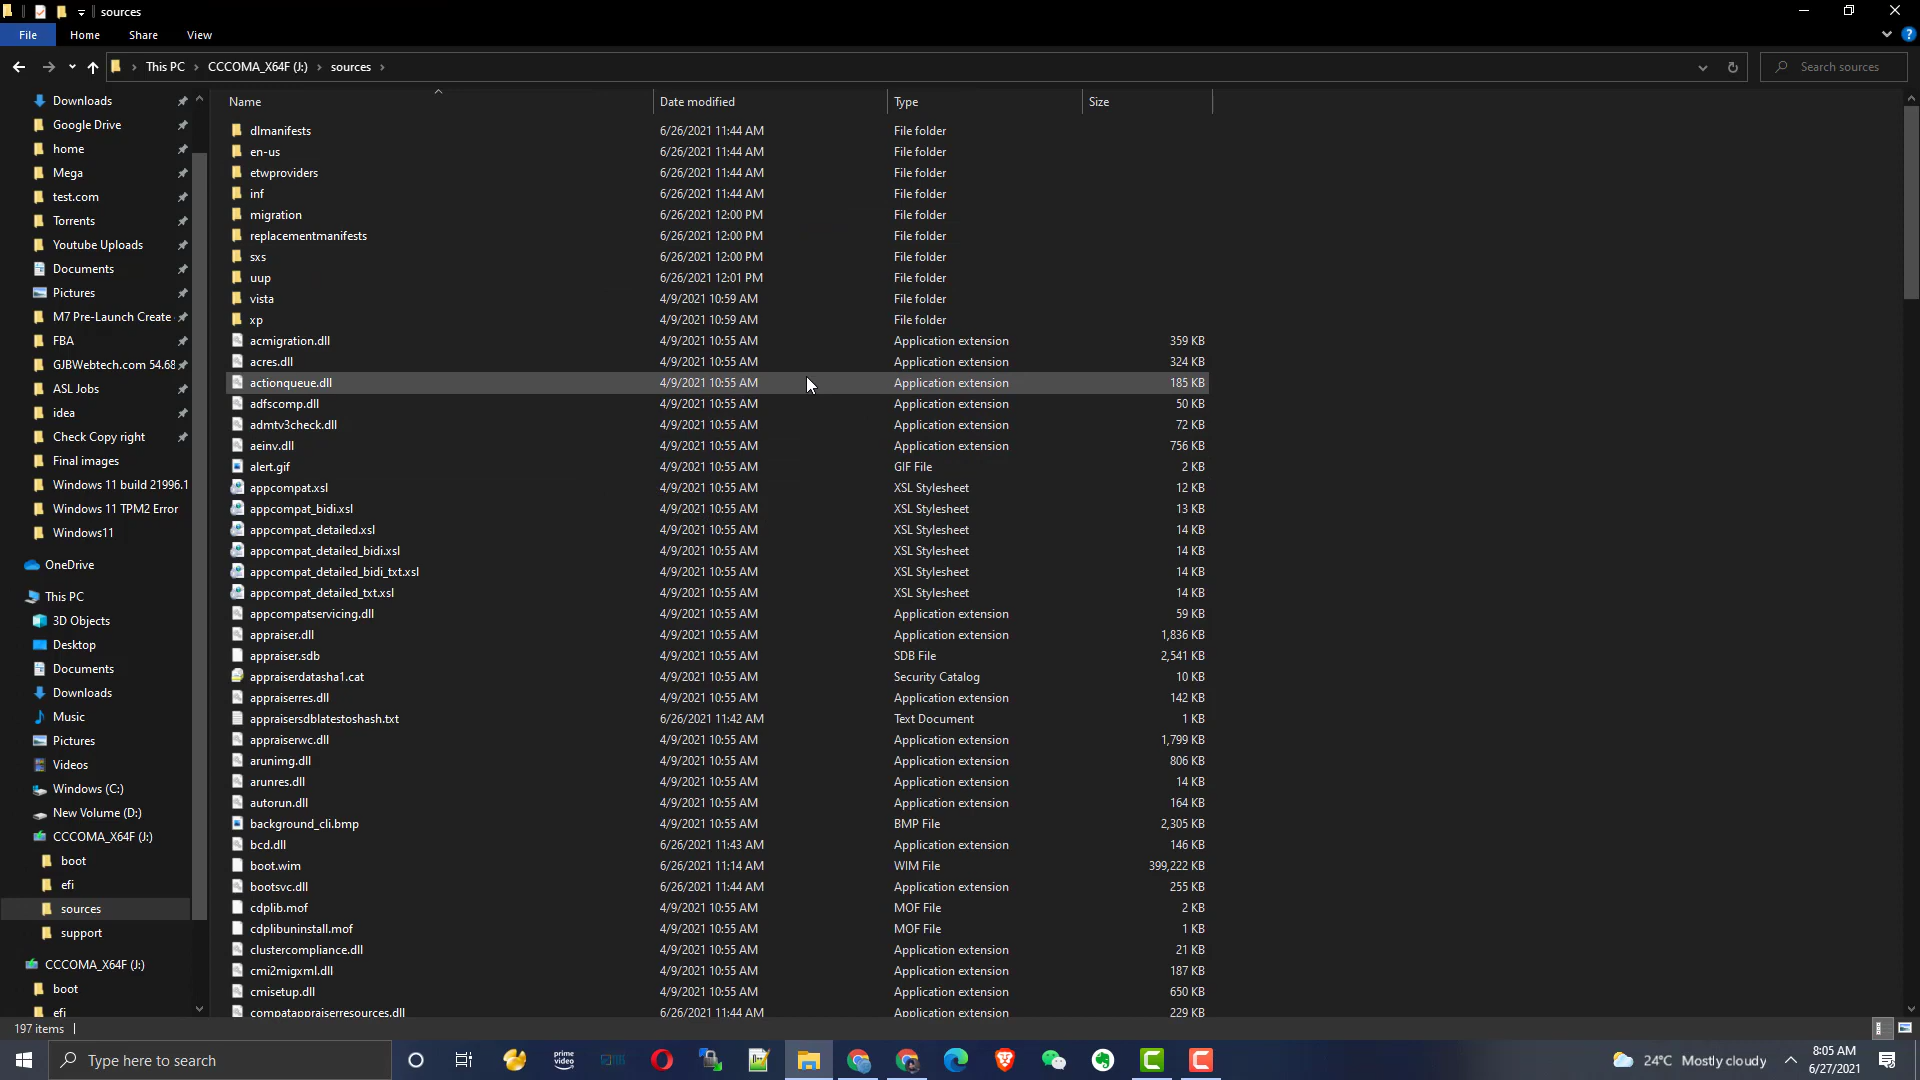 sources
File Home Share View
This PC CCCOMA_X64F (J:) sources
Search sources
Downloads
Google Drive
home
Mega
test.com
Torrents
Youtube Uploads
Documents
Pictures
M7 Pre-Launch Create
FBA
GJBWebtech.com 54.68
ASL Jobs
idea
Check Copy right
Final images
Windows 11 build 21996.1
Windows 11 TPM2 Error
Windows11
OneDrive
This PC
3D Objects
Desktop
Documents
Downloads
Music
Pictures
Videos
Windows (C:)
New Volume (D:)
CCCOMA_X64F (J:)
boot
efi
sources
support
CCCOMA_X64F (J:)
boot
efi
Name Date modified Type Size
dlmanifests 6/26/2021 11:44 AM File folder
en-us 6/26/2021 11:44 AM File folder
etwproviders 6/26/2021 11:44 AM File folder
inf 6/26/2021 11:44 AM File folder
migration 6/26/2021 12:00 PM File folder
replacementmanifests 6/26/2021 12:00 PM File folder
sxs 6/26/2021 12:00 PM File folder
uup 6/26/2021 12:01 PM File folder
vista 4/9/2021 10:59 AM File folder
xp 4/9/2021 10:59 AM File folder
acmigration.dll 4/9/2021 10:55 AM Application extension 359 KB
acres.dll 4/9/2021 10:55 AM Application extension 324 KB
actionqueue.dll 4/9/2021 10:55 AM Application extension 185 KB
adfscomp.dll 4/9/2021 10:55 AM Application extension 50 KB
admtv3check.dll 4/9/2021 10:55 AM Application extension 72 KB
aeinv.dll 4/9/2021 10:55 AM Application extension 756 KB
alert.gif 4/9/2021 10:55 AM GIF File 2 KB
appcompat.xsl 4/9/2021 10:55 AM XSL Stylesheet 12 KB
appcompat_bidi.xsl 4/9/2021 10:55 AM XSL Stylesheet 13 KB
appcompat_detailed.xsl 4/9/2021 10:55 AM XSL Stylesheet 14 KB
appcompat_detailed_bidi.xsl 4/9/2021 10:55 AM XSL Stylesheet 14 KB
appcompat_detailed_bidi_txt.xsl 4/9/2021 10:55 AM XSL Stylesheet 14 KB
appcompat_detailed_txt.xsl 4/9/2021 10:55 AM XSL Stylesheet 14 KB
appcompatservicing.dll 4/9/2021 10:55 AM Application extension 59 KB
appraiser.dll 4/9/2021 10:55 AM Application extension 1,836 KB
appraiser.sdb 4/9/2021 10:55 AM SDB File 2,541 KB
appraiserdatasha1.cat 4/9/2021 10:55 AM Security Catalog 10 KB
appraiserres.dll 4/9/2021 10:55 AM Application extension 142 KB
appraisersdblatestoshash.txt 6/26/2021 11:42 AM Text Document 1 KB
appraiserwc.dll 4/9/2021 10:55 AM Application extension 1,799 KB
arunimg.dll 4/9/2021 10:55 AM Application extension 806 KB
arunres.dll 4/9/2021 10:55 AM Application extension 14 KB
autorun.dll 4/9/2021 10:55 AM Application extension 164 KB
background_cli.bmp 4/9/2021 10:55 AM BMP File 2,305 KB
bcd.dll 6/26/2021 11:43 AM Application extension 146 KB
boot.wim 6/26/2021 11:14 AM WIM File 399,222 KB
bootsvc.dll 6/26/2021 11:44 AM Application extension 255 KB
cdplib.mof 4/9/2021 10:55 AM MOF File 2 KB
cdplibuninstall.mof 4/9/2021 10:55 AM MOF File 1 KB
clustercompliance.dll 4/9/2021 10:55 AM Application extension 21 KB
cmi2migxml.dll 4/9/2021 10:55 AM Application extension 187 KB
cmisetup.dll 4/9/2021 10:55 AM Application extension 650 KB
compatappraiserresources.dll 6/26/2021 11:44 AM Application extension 229 KB
197 items
Type here to search
prime video
24°C Mostly cloudy
8:05 AM
6/27/2021